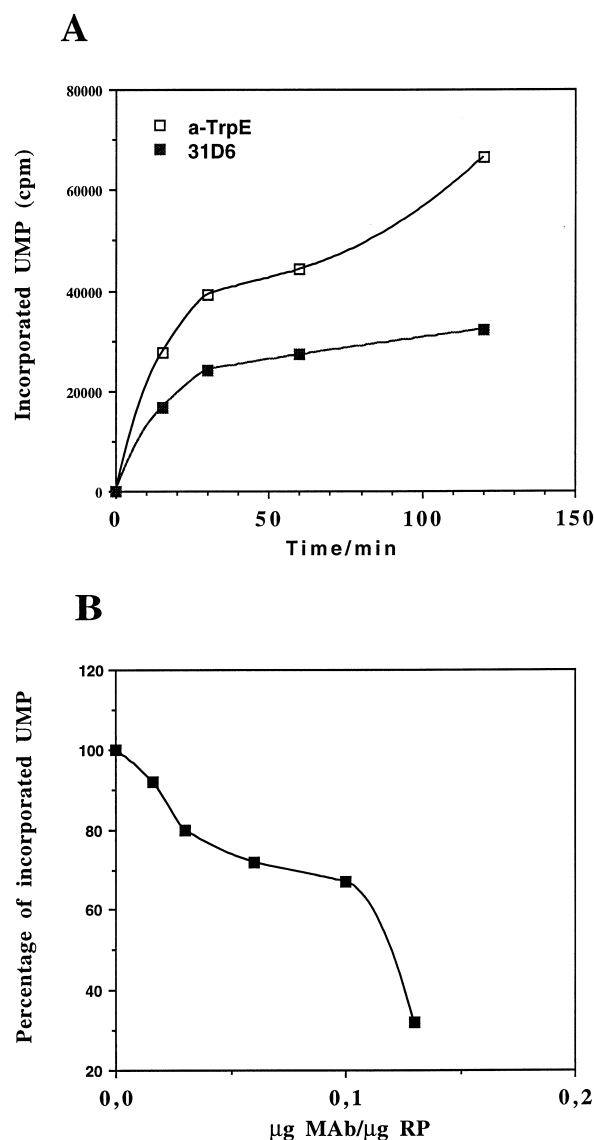 A
80000
60000
40000
20000
0
Incorporated UMP (cpm)
a-TrpE
31D6
0 50 100 150
Time/min
B
120
100
80
60
40
20
Percentage of incorporated UMP
0,0 0,1 0,2
µg MAb/µg RP